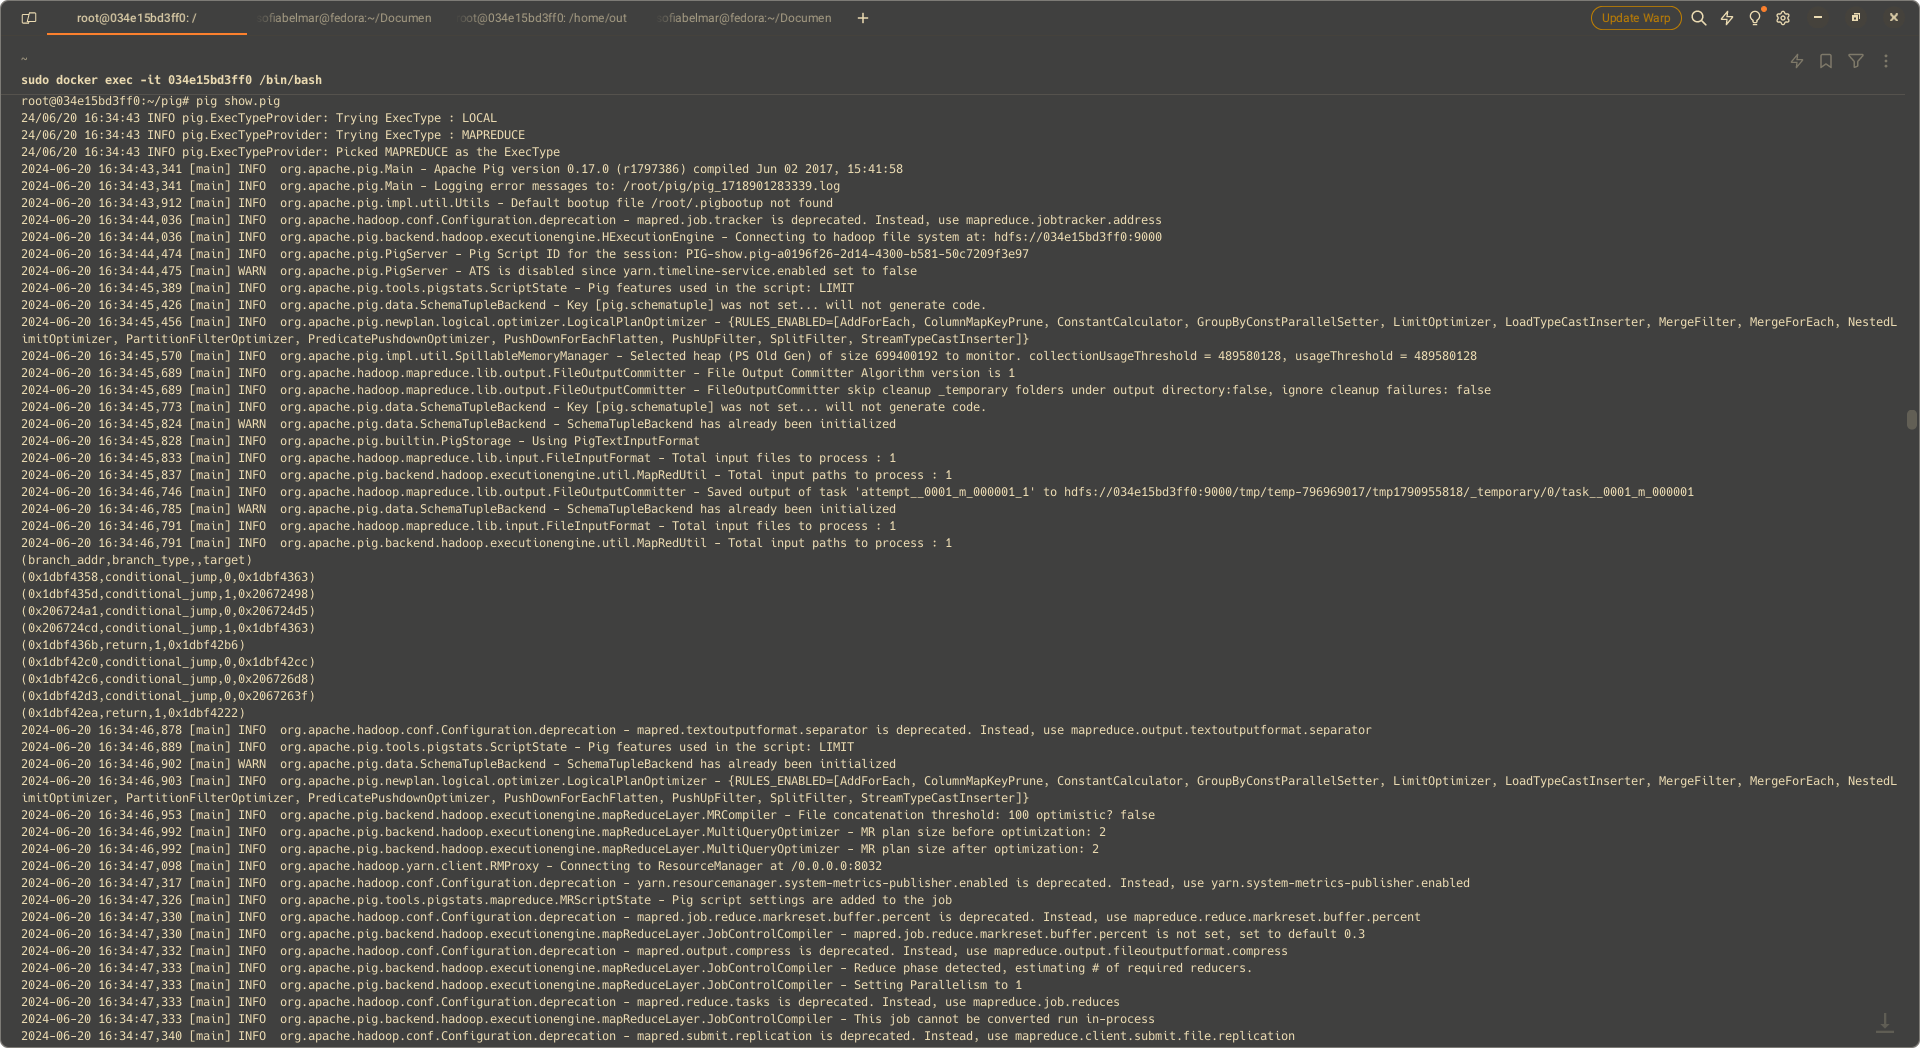 root@034e15bd3ff0: /
ofiabelmar@fedora:~/Documen
oot@034e15bd3ff0: /home/out
ofiabelmar@fedora:~/Documen
+
Update Warp
~
sudo docker exec -it 034e15bd3ff0 /bin/bash
root@034e15bd3ff0:~/pig# pig show.pig
24/06/20 16:34:43 INFO pig.ExecTypeProvider: Trying ExecType : LOCAL
24/06/20 16:34:43 INFO pig.ExecTypeProvider: Trying ExecType : MAPREDUCE
24/06/20 16:34:43 INFO pig.ExecTypeProvider: Picked MAPREDUCE as the ExecType
2024-06-20 16:34:43,341 [main] INFO  org.apache.pig.Main - Apache Pig version 0.17.0 (r1797386) compiled Jun 02 2017, 15:41:58
2024-06-20 16:34:43,341 [main] INFO  org.apache.pig.Main - Logging error messages to: /root/pig/pig_1718901283339.log
2024-06-20 16:34:43,912 [main] INFO  org.apache.pig.impl.util.Utils - Default bootup file /root/.pigbootup not found
2024-06-20 16:34:44,036 [main] INFO  org.apache.hadoop.conf.Configuration.deprecation - mapred.job.tracker is deprecated. Instead, use mapreduce.jobtracker.address
2024-06-20 16:34:44,036 [main] INFO  org.apache.pig.backend.hadoop.executionengine.HExecutionEngine - Connecting to hadoop file system at: hdfs://034e15bd3ff0:9000
2024-06-20 16:34:44,474 [main] INFO  org.apache.pig.PigServer - Pig Script ID for the session: PIG-show.pig-a0196f26-2d14-4300-b581-50c7209f3e97
2024-06-20 16:34:44,475 [main] WARN  org.apache.pig.PigServer - ATS is disabled since yarn.timeline-service.enabled set to false
2024-06-20 16:34:45,389 [main] INFO  org.apache.pig.tools.pigstats.ScriptState - Pig features used in the script: LIMIT
2024-06-20 16:34:45,426 [main] INFO  org.apache.pig.data.SchemaTupleBackend - Key [pig.schematuple] was not set... will not generate code.
2024-06-20 16:34:45,456 [main] INFO  org.apache.pig.newplan.logical.optimizer.LogicalPlanOptimizer - {RULES_ENABLED=[AddForEach, ColumnMapKeyPrune, ConstantCalculator, GroupByConstParallelSetter, LimitOptimizer, LoadTypeCastInserter, MergeFilter, MergeForEach, NestedL
imitOptimizer, PartitionFilterOptimizer, PredicatePushdownOptimizer, PushDownForEachFlatten, PushUpFilter, SplitFilter, StreamTypeCastInserter]}
2024-06-20 16:34:45,570 [main] INFO  org.apache.pig.impl.util.SpillableMemoryManager - Selected heap (PS Old Gen) of size 699400192 to monitor. collectionUsageThreshold = 489580128, usageThreshold = 489580128
2024-06-20 16:34:45,689 [main] INFO  org.apache.hadoop.mapreduce.lib.output.FileOutputCommitter - File Output Committer Algorithm version is 1
2024-06-20 16:34:45,689 [main] INFO  org.apache.hadoop.mapreduce.lib.output.FileOutputCommitter - FileOutputCommitter skip cleanup _temporary folders under output directory:false, ignore cleanup failures: false
2024-06-20 16:34:45,773 [main] INFO  org.apache.pig.data.SchemaTupleBackend - Key [pig.schematuple] was not set... will not generate code.
2024-06-20 16:34:45,824 [main] WARN  org.apache.pig.data.SchemaTupleBackend - SchemaTupleBackend has already been initialized
2024-06-20 16:34:45,828 [main] INFO  org.apache.pig.builtin.PigStorage - Using PigTextInputFormat
2024-06-20 16:34:45,833 [main] INFO  org.apache.hadoop.mapreduce.lib.input.FileInputFormat - Total input files to process : 1
2024-06-20 16:34:45,837 [main] INFO  org.apache.pig.backend.hadoop.executionengine.util.MapRedUtil - Total input paths to process : 1
2024-06-20 16:34:46,746 [main] INFO  org.apache.hadoop.mapreduce.lib.output.FileOutputCommitter - Saved output of task 'attempt__0001_m_000001_1' to hdfs://034e15bd3ff0:9000/tmp/temp-796969017/tmp1790955818/_temporary/0/task__0001_m_000001
2024-06-20 16:34:46,785 [main] WARN  org.apache.pig.data.SchemaTupleBackend - SchemaTupleBackend has already been initialized
2024-06-20 16:34:46,791 [main] INFO  org.apache.hadoop.mapreduce.lib.input.FileInputFormat - Total input files to process : 1
2024-06-20 16:34:46,791 [main] INFO  org.apache.pig.backend.hadoop.executionengine.util.MapRedUtil - Total input paths to process : 1
(branch_addr,branch_type,,target)
(0x1dbf4358,conditional_jump,0,0x1dbf4363)
(0x1dbf435d,conditional_jump,1,0x20672498)
(0x206724a1,conditional_jump,0,0x206724d5)
(0x206724cd,conditional_jump,1,0x1dbf4363)
(0x1dbf436b,return,1,0x1dbf42b6)
(0x1dbf42c0,conditional_jump,0,0x1dbf42cc)
(0x1dbf42c6,conditional_jump,0,0x206726d8)
(0x1dbf42d3,conditional_jump,0,0x2067263f)
(0x1dbf42ea,return,1,0x1dbf4222)
2024-06-20 16:34:46,878 [main] INFO  org.apache.hadoop.conf.Configuration.deprecation - mapred.textoutputformat.separator is deprecated. Instead, use mapreduce.output.textoutputformat.separator
2024-06-20 16:34:46,889 [main] INFO  org.apache.pig.tools.pigstats.ScriptState - Pig features used in the script: LIMIT
2024-06-20 16:34:46,902 [main] WARN  org.apache.pig.data.SchemaTupleBackend - SchemaTupleBackend has already been initialized
2024-06-20 16:34:46,903 [main] INFO  org.apache.pig.newplan.logical.optimizer.LogicalPlanOptimizer - {RULES_ENABLED=[AddForEach, ColumnMapKeyPrune, ConstantCalculator, GroupByConstParallelSetter, LimitOptimizer, LoadTypeCastInserter, MergeFilter, MergeForEach, NestedL
imitOptimizer, PartitionFilterOptimizer, PredicatePushdownOptimizer, PushDownForEachFlatten, PushUpFilter, SplitFilter, StreamTypeCastInserter]}
2024-06-20 16:34:46,953 [main] INFO  org.apache.pig.backend.hadoop.executionengine.mapReduceLayer.MRCompiler - File concatenation threshold: 100 optimistic? false
2024-06-20 16:34:46,992 [main] INFO  org.apache.pig.backend.hadoop.executionengine.mapReduceLayer.MultiQueryOptimizer - MR plan size before optimization: 2
2024-06-20 16:34:46,992 [main] INFO  org.apache.pig.backend.hadoop.executionengine.mapReduceLayer.MultiQueryOptimizer - MR plan size after optimization: 2
2024-06-20 16:34:47,098 [main] INFO  org.apache.hadoop.yarn.client.RMProxy - Connecting to ResourceManager at /0.0.0.0:8032
2024-06-20 16:34:47,317 [main] INFO  org.apache.hadoop.conf.Configuration.deprecation - yarn.resourcemanager.system-metrics-publisher.enabled is deprecated. Instead, use yarn.system-metrics-publisher.enabled
2024-06-20 16:34:47,326 [main] INFO  org.apache.pig.tools.pigstats.mapreduce.MRScriptState - Pig script settings are added to the job
2024-06-20 16:34:47,330 [main] INFO  org.apache.hadoop.conf.Configuration.deprecation - mapred.job.reduce.markreset.buffer.percent is deprecated. Instead, use mapreduce.reduce.markreset.buffer.percent
2024-06-20 16:34:47,330 [main] INFO  org.apache.pig.backend.hadoop.executionengine.mapReduceLayer.JobControlCompiler - mapred.job.reduce.markreset.buffer.percent is not set, set to default 0.3
2024-06-20 16:34:47,332 [main] INFO  org.apache.hadoop.conf.Configuration.deprecation - mapred.output.compress is deprecated. Instead, use mapreduce.output.fileoutputformat.compress
2024-06-20 16:34:47,333 [main] INFO  org.apache.pig.backend.hadoop.executionengine.mapReduceLayer.JobControlCompiler - Reduce phase detected, estimating # of required reducers.
2024-06-20 16:34:47,333 [main] INFO  org.apache.pig.backend.hadoop.executionengine.mapReduceLayer.JobControlCompiler - Setting Parallelism to 1
2024-06-20 16:34:47,333 [main] INFO  org.apache.hadoop.conf.Configuration.deprecation - mapred.reduce.tasks is deprecated. Instead, use mapreduce.job.reduces
2024-06-20 16:34:47,333 [main] INFO  org.apache.pig.backend.hadoop.executionengine.mapReduceLayer.JobControlCompiler - This job cannot be converted run in-process
2024-06-20 16:34:47,340 [main] INFO  org.apache.hadoop.conf.Configuration.deprecation - mapred.submit.replication is deprecated. Instead, use mapreduce.client.submit.file.replication